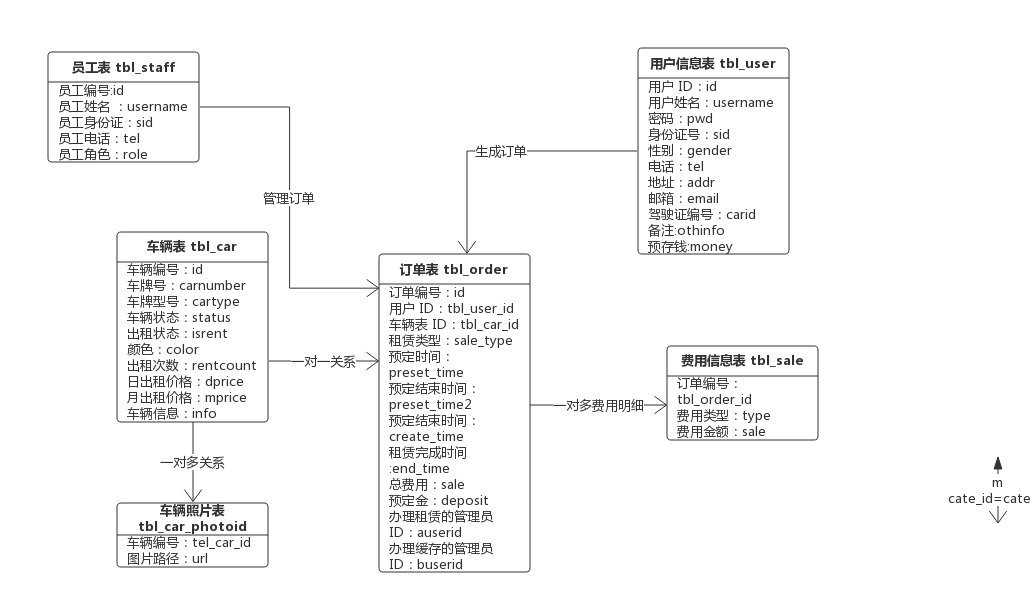 员工表 tbl_staff
员工编号:id
员工姓名 ：username
员工身份证：sid
员工电话：tel
员工角色：role
用户信息表 tbl_user
用户 ID：id
用户姓名：username
密码：pwd
身份证号：sid
性别：gender
电话：tel
地址：addr
邮箱：email
驾驶证编号：carid
备注:othinfo
预存钱:money
生成订单
管理订单
车辆表 tbl_car
车辆编号：id
车牌号：carnumber
车牌型号：cartype
车辆状态：status
出租状态：isrent
颜色：color
出租次数：rentcount
日出租价格：dprice
月出租价格：mprice
车辆信息：info
一对一关系
订单表 tbl_order
订单编号：id
用户 ID：tbl_user_id
车辆表 ID：tbl_car_id
租赁类型：sale_type
预定时间：
preset_time
预定结束时间：
preset_time2
预定结束时间：
create_time
租赁完成时间
:end_time
总费用：sale
预定金：deposit
办理租赁的管理员
ID：auserid
办理缓存的管理员
ID：buserid
一对多费用明细
费用信息表 tbl_sale
订单编号：
tbl_order_id
费用类型：type
费用金额：sale
一对多关系
车辆照片表
tbl_car_photoid
车辆编号：tel_car_id
图片路径：url
m
cate_id=cate